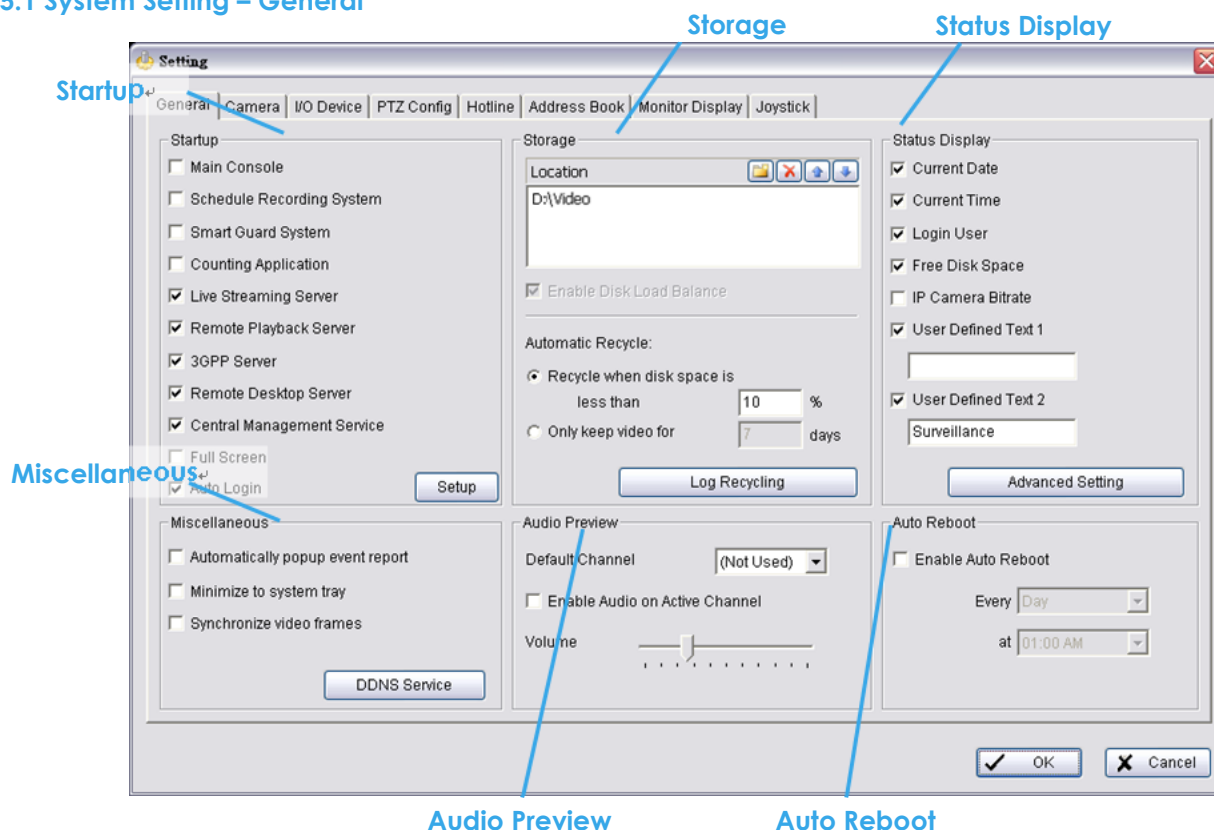 5.1 System Setting – General
Storage
Status Display
Startup
Setting
General
Camera
I/O Device
PTZ Config
Hotline
Address Book
Monitor Display
Joystick
Startup
Main Console
Schedule Recording System
Smart Guard System
Counting Application
Live Streaming Server
Remote Playback Server
3GPP Server
Remote Desktop Server
Central Management Service
Full Screen
Auto Login
Setup
Storage
Location
D:\Video
Enable Disk Load Balance
Automatic Recycle:
Recycle when disk space is
less than 10 %
Only keep video for 7 days
Log Recycling
Status Display
Current Date
Current Time
Login User
Free Disk Space
IP Camera Bitrate
User Defined Text 1
User Defined Text 2
Surveillance
Advanced Setting
Miscellaneous
Miscellaneous
Automatically popup event report
Minimize to system tray
Synchronize video frames
DDNS Service
Audio Preview
Default Channel (Not Used)
Enable Audio on Active Channel
Volume
Auto Reboot
Enable Auto Reboot
Every Day
at 01:00 AM
OK
Cancel
Audio Preview
Auto Reboot